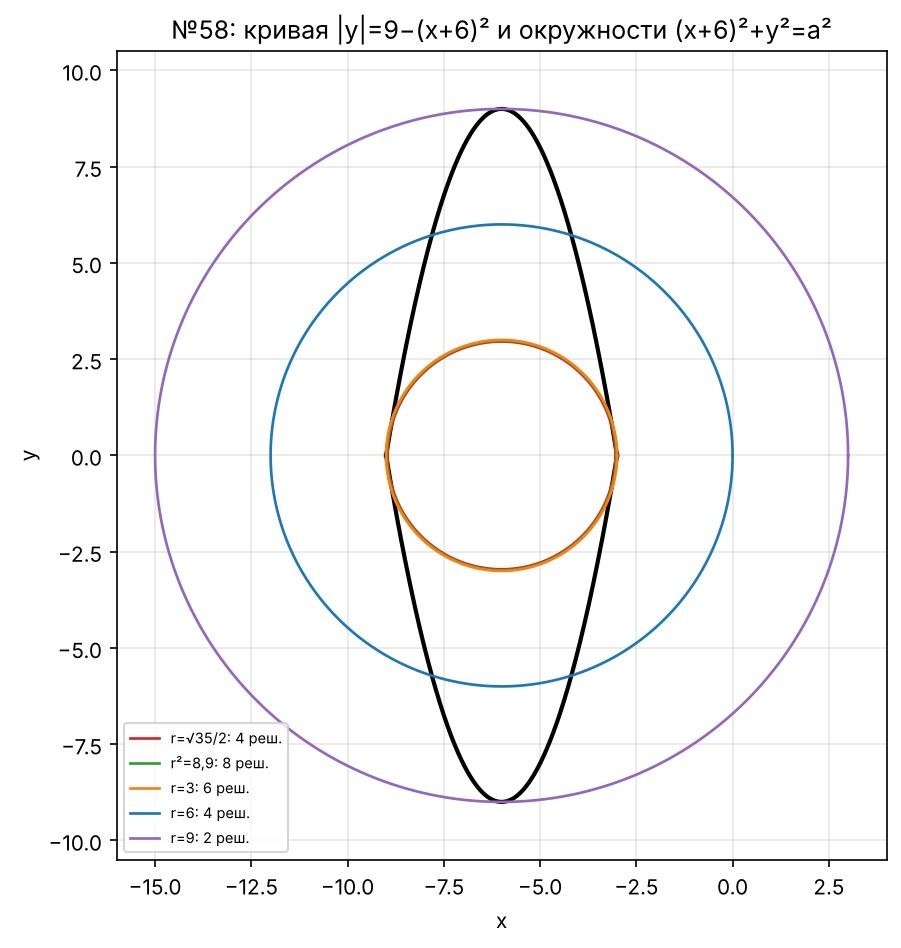 №58: кривая |y|=9−(x+6)² и окружности (x+6)²+y²=a²
10.0
7.5
5.0
2.5
0.0
−2.5
−5.0
−7.5
−10.0
y
r=√35/2: 4 реш.
r²=8,9: 8 реш.
r=3: 6 реш.
r=6: 4 реш.
r=9: 2 реш.
−15.0 −12.5 −10.0 −7.5 −5.0 −2.5 0.0 2.5
x